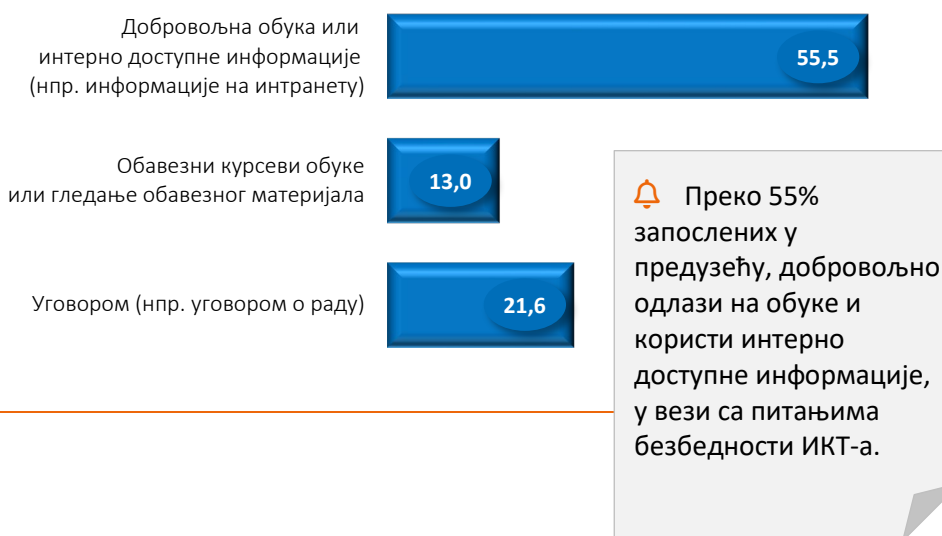 Добровољна обука или
интерно доступне информације
(нпр. информације на интранету)
55,5
Обавезни курсеви обуке
или гледање обавезног материјала
13,0
Уговором (нпр. уговором о раду)
21,6
Преко 55%
запослених у
предузећу, добровољно
одлази на обуке и
користи интерно
доступне информације,
у вези са питањима
безбедности ИКТ-а.